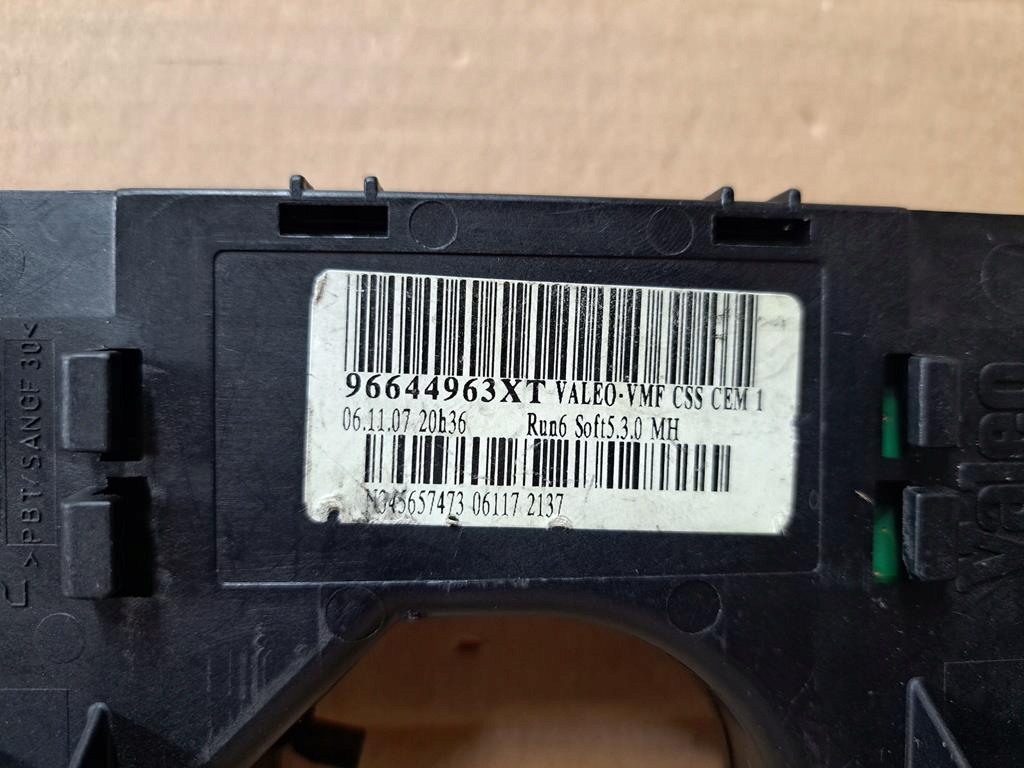 96644963XT VALEO-VMF CSS CEM 1
06.11.07 20h36 Run6 Soft5.3.0 MH
N345657473 06117 2137
>PBT/SANGF 30<
Valeo